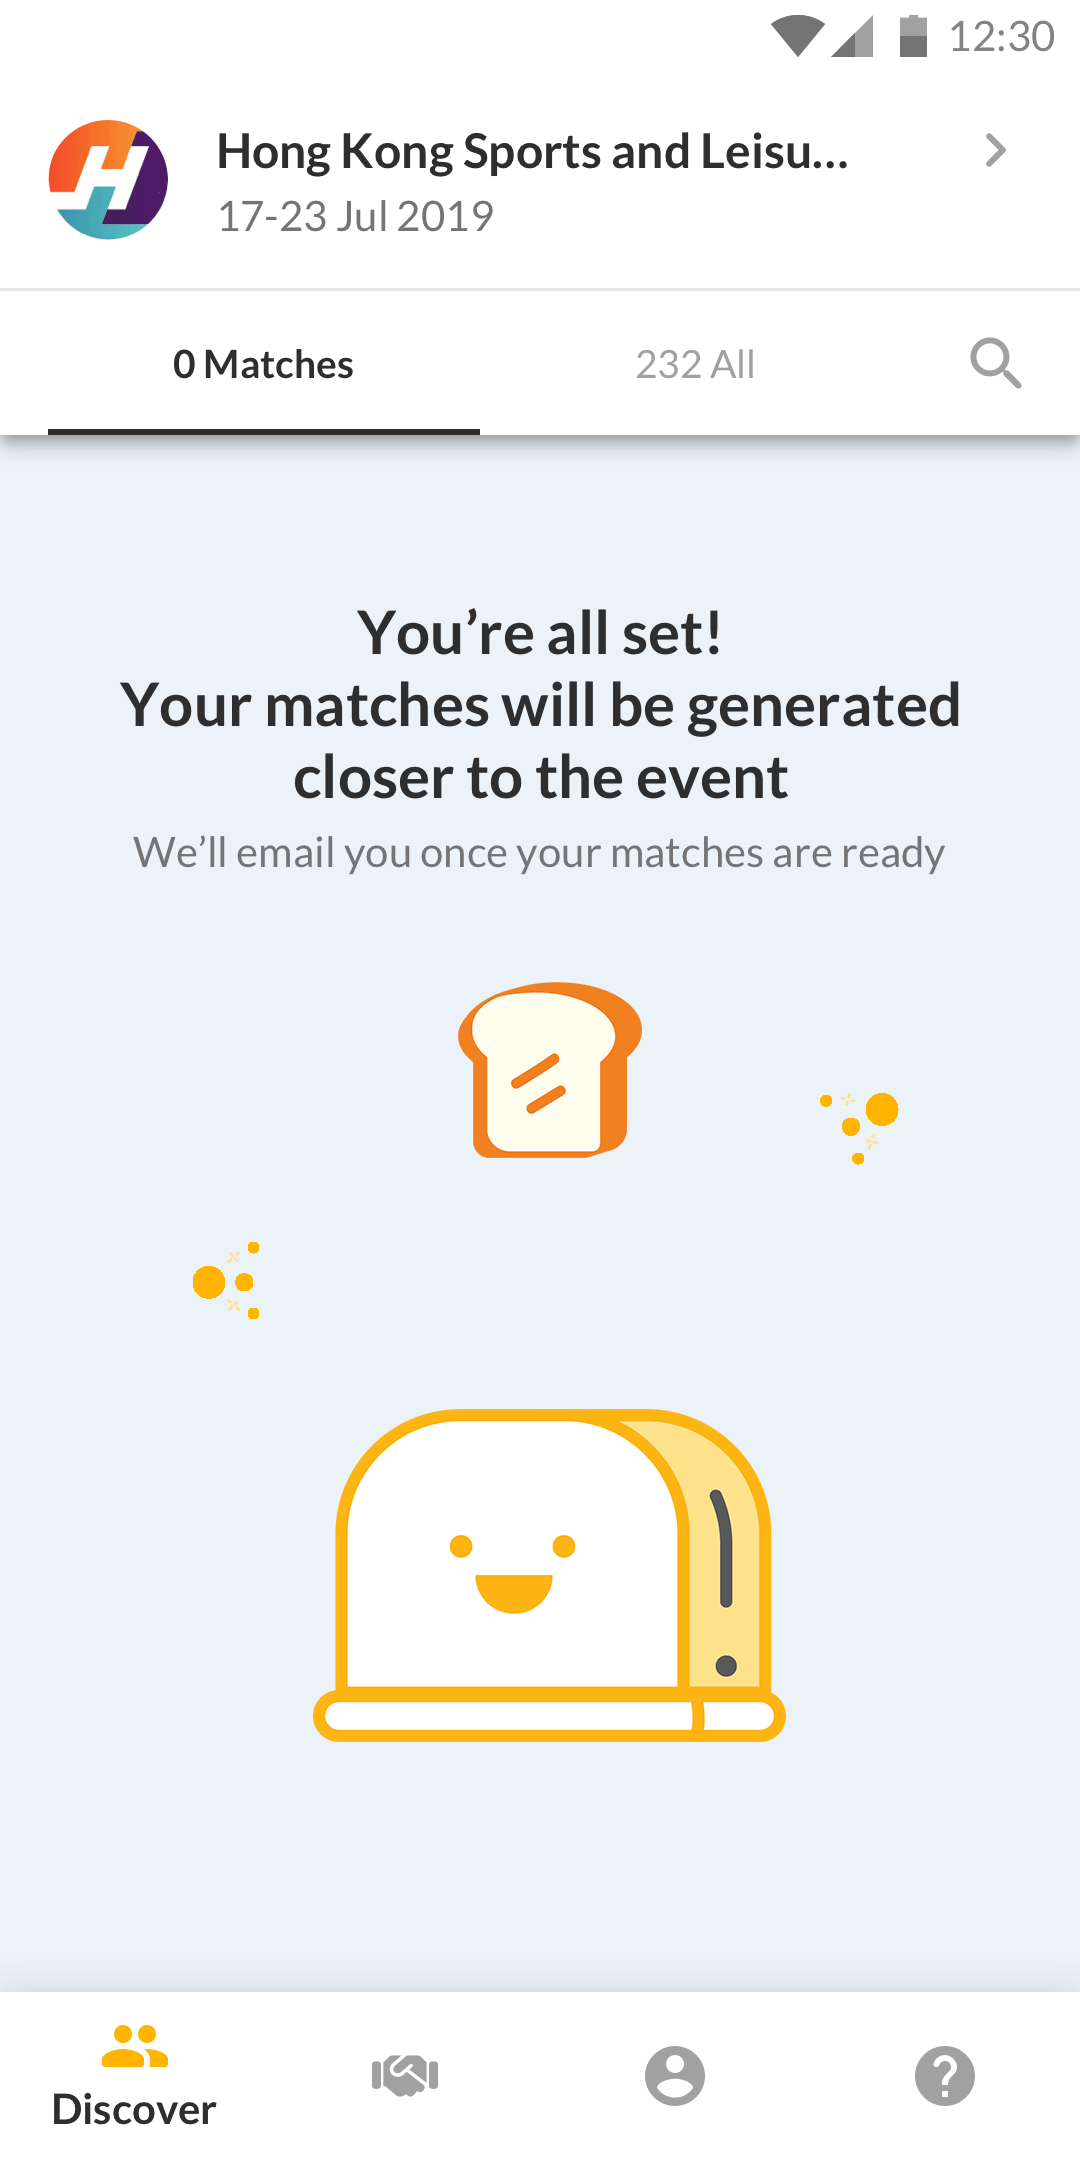 12:30
Hong Kong Sports and Leisu...
17-23 Jul 2019
0 Matches
232 All
You’re all set!
Your matches will be generated
closer to the event
We’ll email you once your matches are ready
Discover